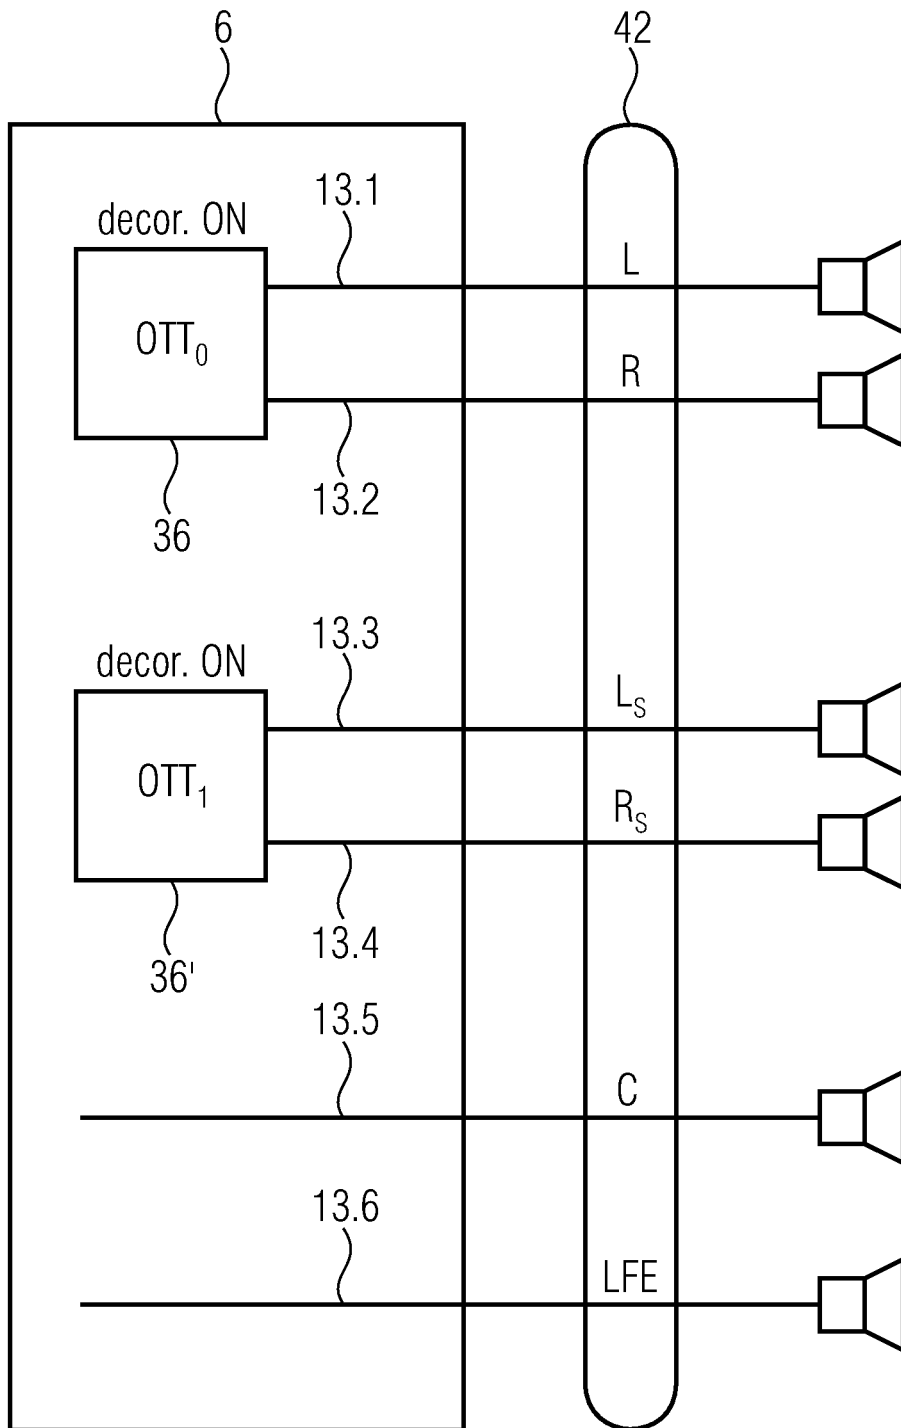 6 42
13.1
decor. ON
L
OTT₀
R
13.2
36
13.3
decor. ON
Lₛ
OTT₁
Rₛ
13.4
36'
13.5
C
13.6
LFE